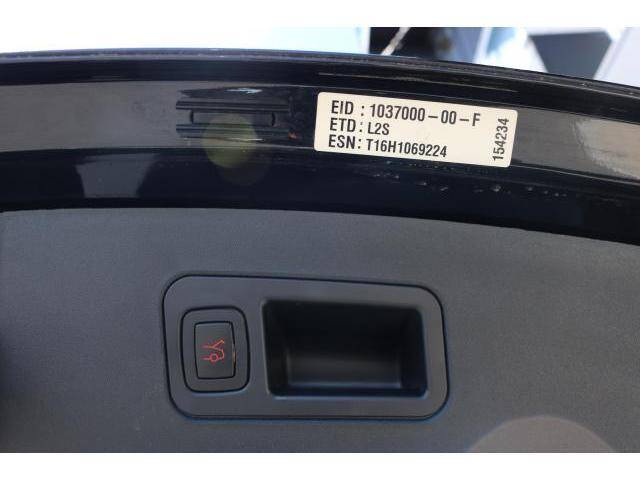 EID : 1037000-00-F
ETD : L2S
ESN : T16H1069224
154234